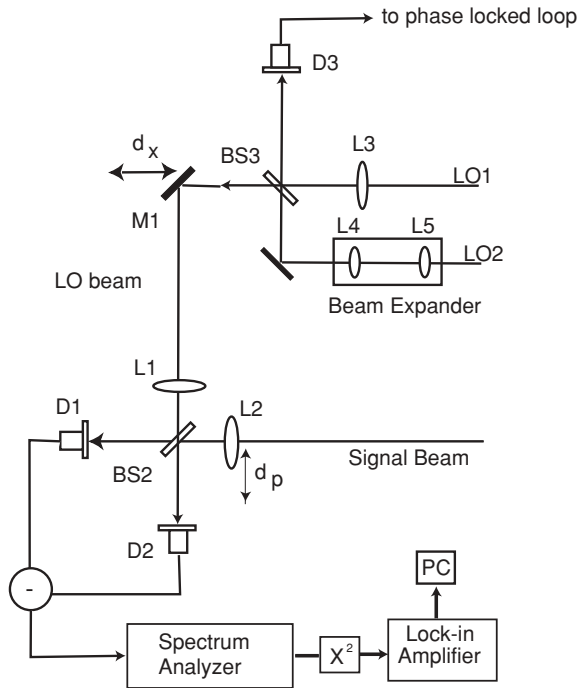 to phase locked loop
D3
d x
BS3
L3
LO1
M1
L4
L5
LO2
LO beam
Beam Expander
L1
D1
L2
Signal Beam
BS2
d p
D2
-
PC
Spectrum
Analyzer
X²
Lock-in
Amplifier